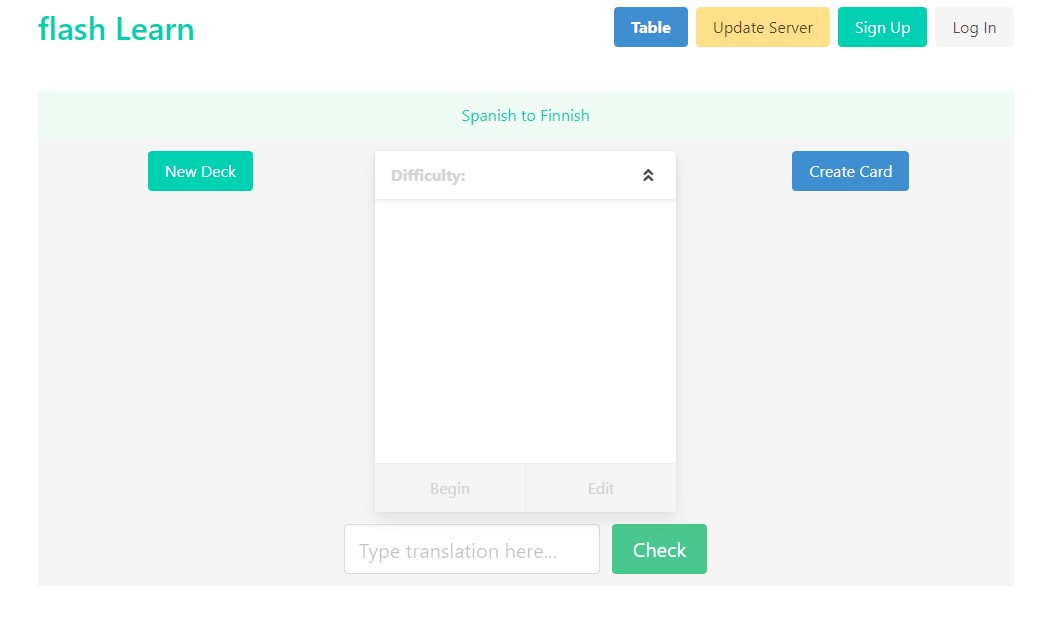 flash Learn
Table
Update Server
Sign Up
Log In
Spanish to Finnish
New Deck
Difficulty:
Create Card
Begin
Edit
Type translation here...
Check